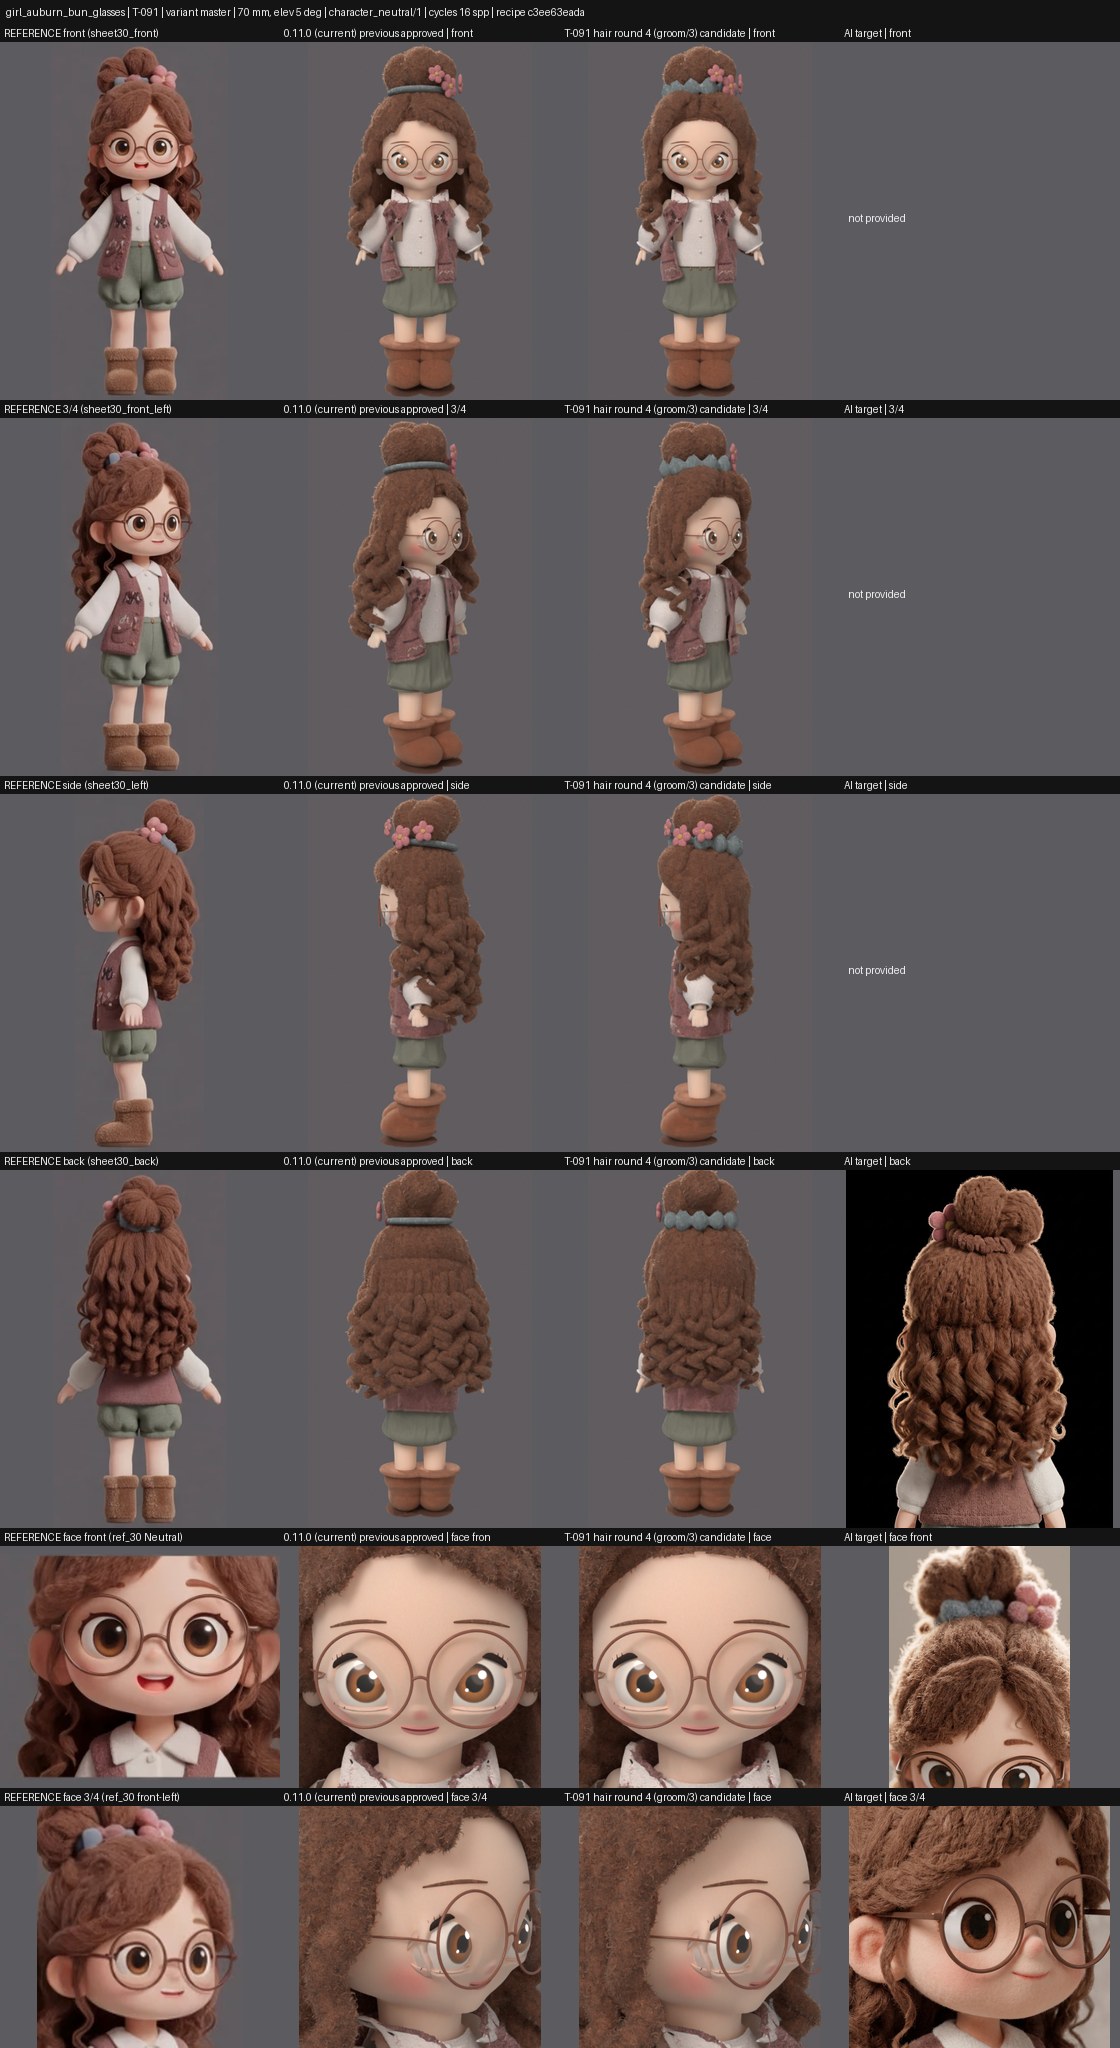 girl_auburn_bun_glasses | T-091 | variant master | 70 mm, elev 5 deg | character_neutral/1 | cycles 16 spp | recipe c3ee63eada
REFERENCE front (sheet30_front)
0.11.0 (current) previous approved | front
T-091 hair round 4 (groom/3) candidate | front
AI target | front
not provided
REFERENCE 3/4 (sheet30_front_left)
0.11.0 (current) previous approved | 3/4
T-091 hair round 4 (groom/3) candidate | 3/4
AI target | 3/4
not provided
REFERENCE side (sheet30_left)
0.11.0 (current) previous approved | side
T-091 hair round 4 (groom/3) candidate | side
AI target | side
not provided
REFERENCE back (sheet30_back)
0.11.0 (current) previous approved | back
T-091 hair round 4 (groom/3) candidate | back
AI target | back
REFERENCE face front (ref_30 Neutral)
0.11.0 (current) previous approved | face fron
T-091 hair round 4 (groom/3) candidate | face
AI target | face front
REFERENCE face 3/4 (ref_30 front-left)
0.11.0 (current) previous approved | face 3/4
T-091 hair round 4 (groom/3) candidate | face
AI target | face 3/4